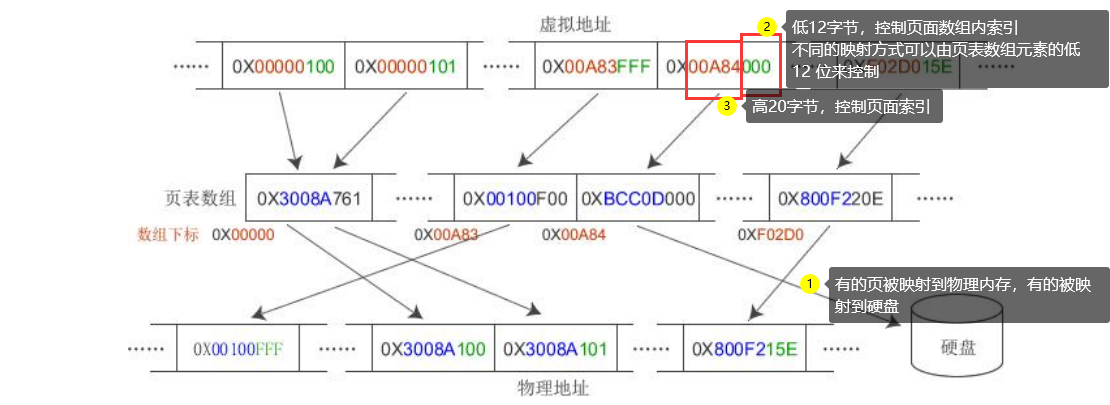 虚拟地址
2 低12字节，控制页面数组内索引
不同的映射方式可以由页表数组元素的低
12 位来控制
…… 0X00000100 0X00000101 …… 0X00A83FFF 0X00A84000 0XF02D015E ……
3 高20字节，控制页面索引
页表数组 0X3008A761 …… 0X00100F00 0XBCC0D000 …… 0X800F220E ……
数组下标 0X00000 0X00A83 0X00A84 0XF02D0
1 有的页被映射到物理内存，有的被映
射到硬盘
…… 0X00100FFF …… 0X3008A100 0X3008A101 …… 0X800F215E …… 硬盘
物理地址